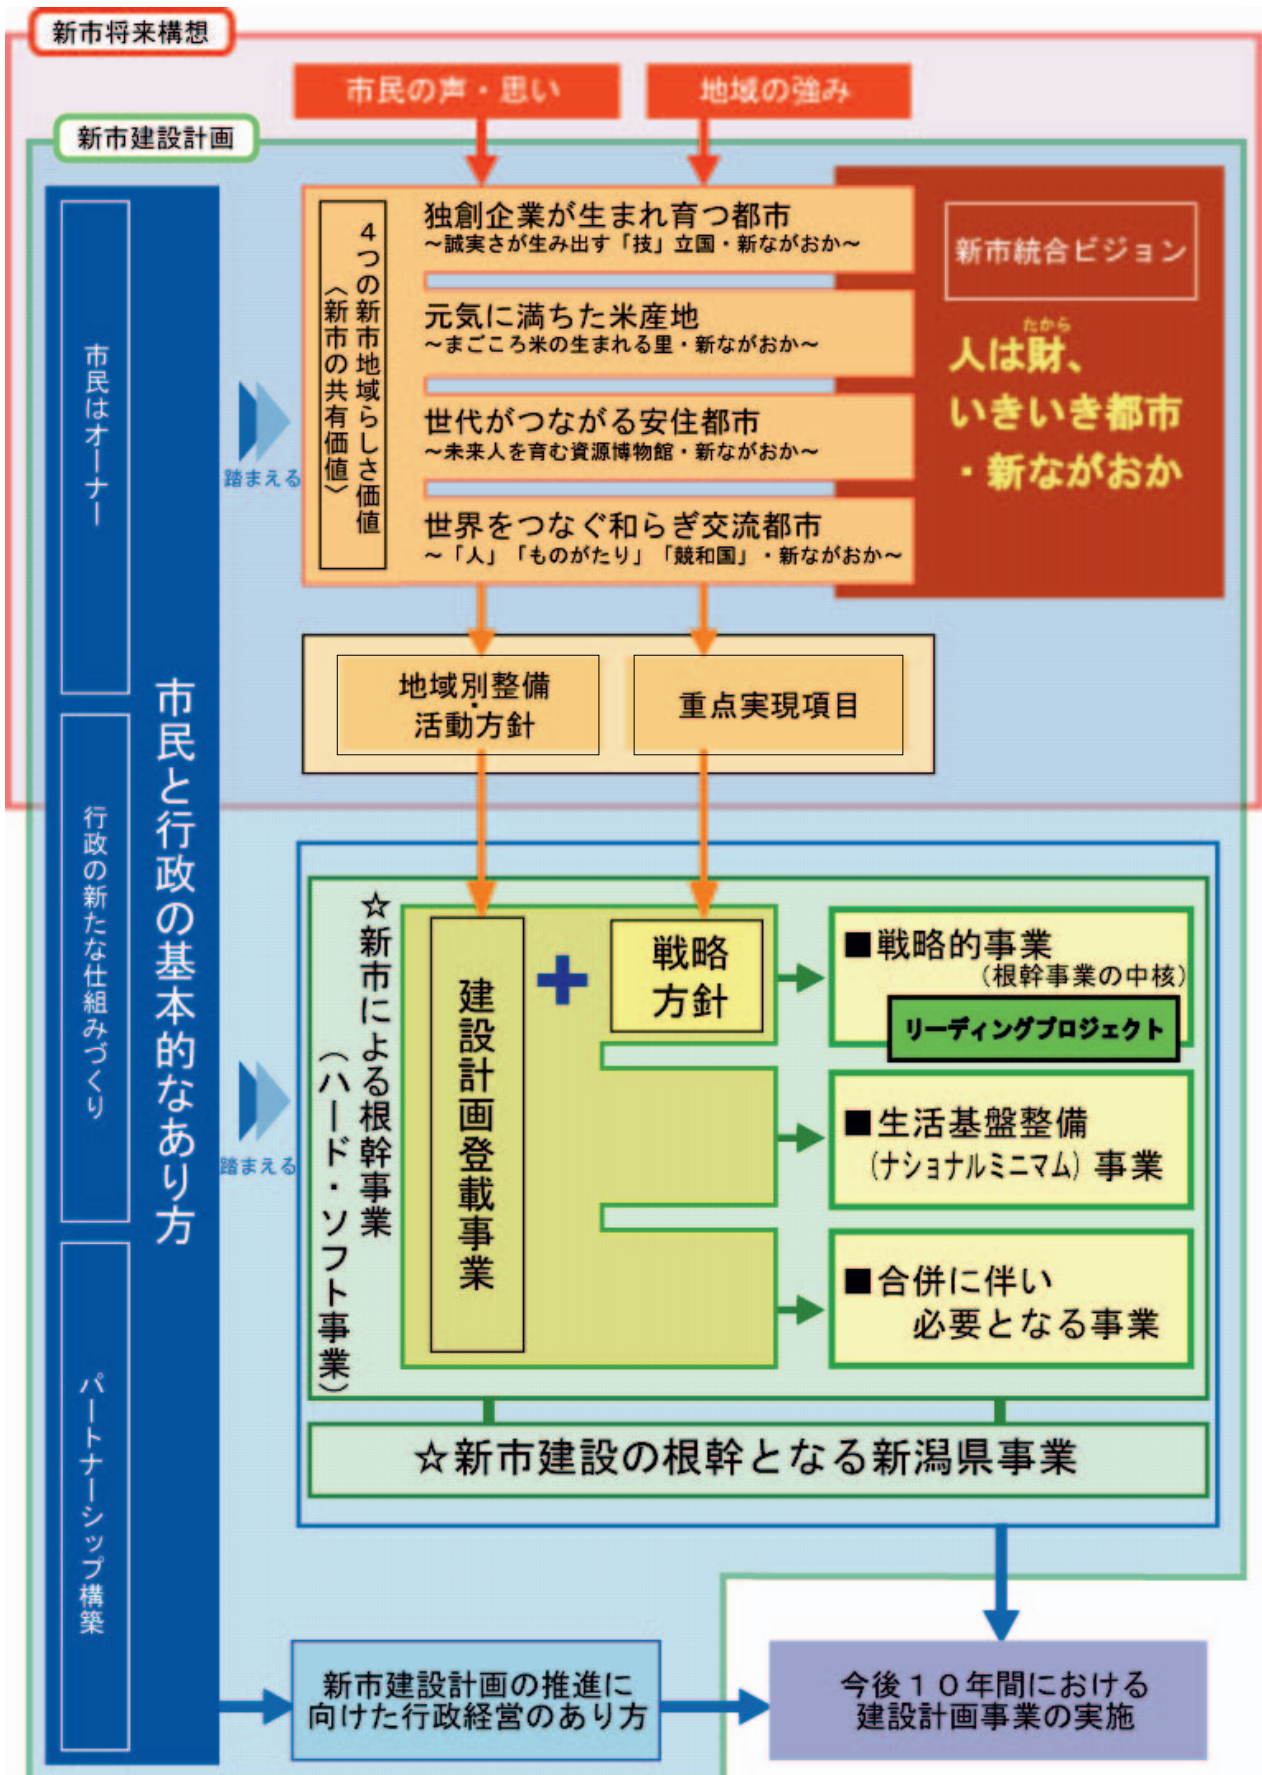 新市将来構想
市民の声・思い
地域の強み
新市建設計画
市民はオーナー
行政の新たな仕組みづくり
パートナーシップ構築
市民と行政の基本的なあり方
踏まえる
４つの新市地域らしさ価値
〈新市の共有価値〉
独創企業が生まれ育つ都市
～誠実さが生み出す「技」立国・新ながおか～
元気に満ちた米産地
～まごころ米の生まれる里・新ながおか～
世代がつながる安住都市
～未来人を育む資源博物館・新ながおか～
世界をつなぐ和らぎ交流都市
～「人」「ものがたり」「競和国」・新ながおか～
新市統合ビジョン
たから
人は財、
いきいき都市
・新ながおか
地域別整備
・
活動方針
重点実現項目
踏まえる
☆新市による根幹事業
（ハード・ソフト事業）
建設計画登載事業
＋
戦略
方針
■戦略的事業
（根幹事業の中核）
リーディングプロジェクト
■生活基盤整備
（ナショナルミニマム）事業
■合併に伴い
必要となる事業
☆新市建設の根幹となる新潟県事業
新市建設計画の推進に
向けた行政経営のあり方
今後１０年間における
建設計画事業の実施